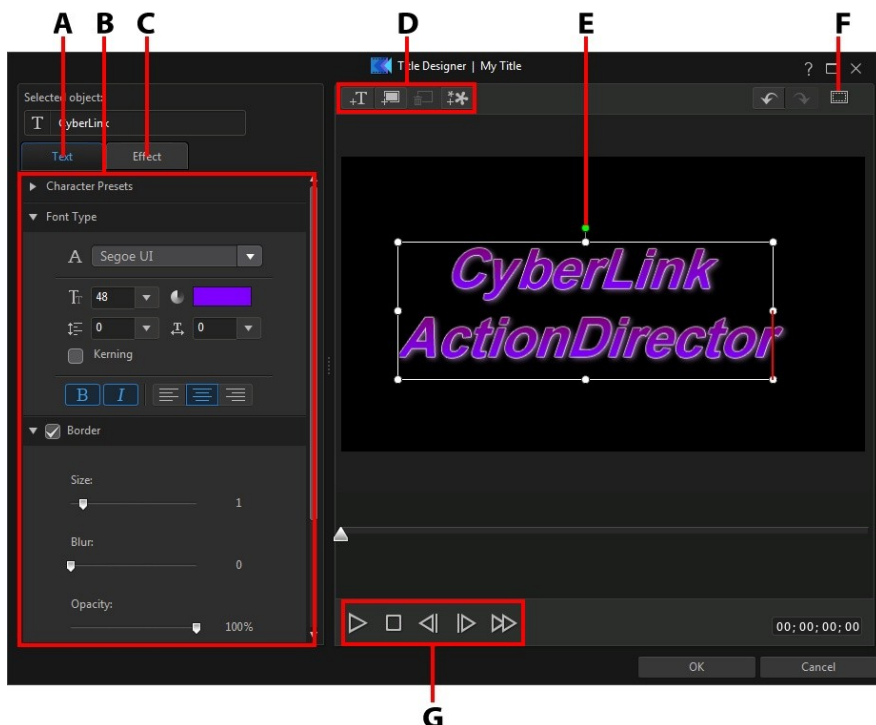 A B C D E F
Title Designer | My Title
?
Selected object:
T CyberLink
Text Effect
Character Presets
Font Type
A Segoe UI
48
0 0
Kerning
B I
Border
Size:
1
Blur:
0
Opacity:
100%
+T
CyberLink
ActionDirector
00;00;00;00
OK Cancel
G